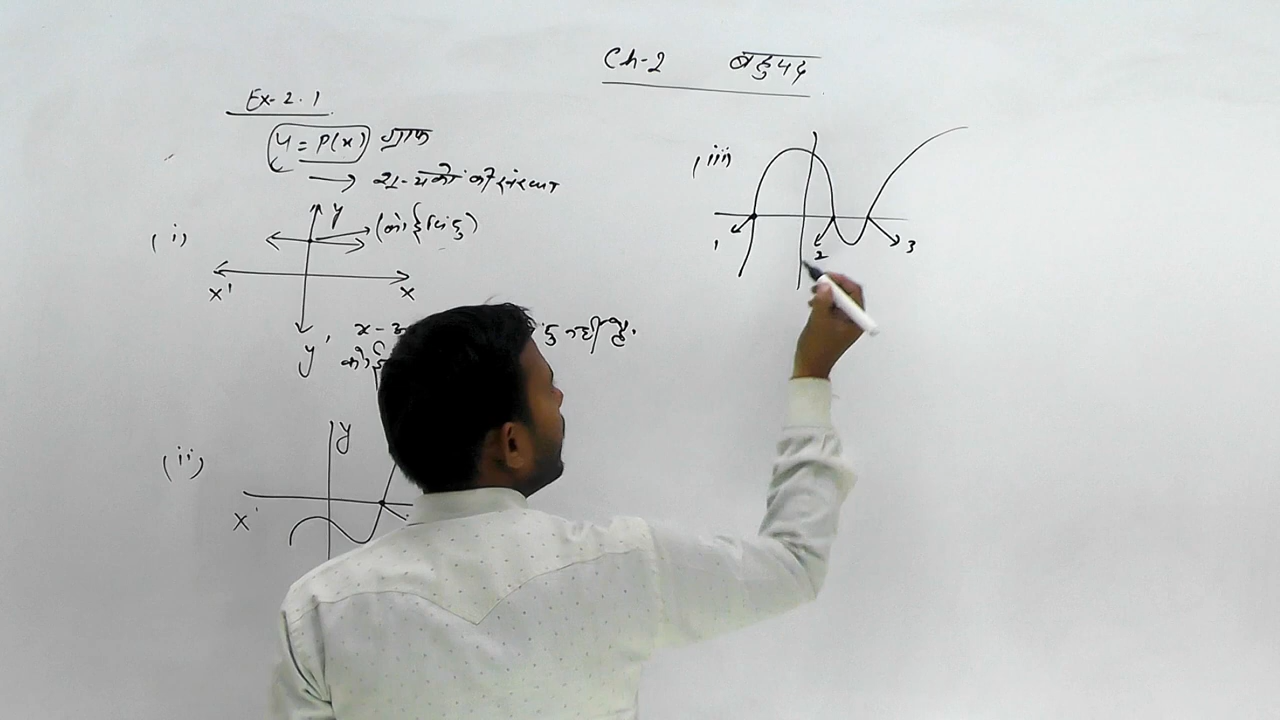 Ch-2 बहुपद
Ex-2.1
y = P(x) ग्राफ
→ शून्यकों की संख्या
(i)
y
(कोई बिंदु)
X' X
y'
x-
नहीं है.
कोई
(ii)
y
X'
(iii)
1 2 3